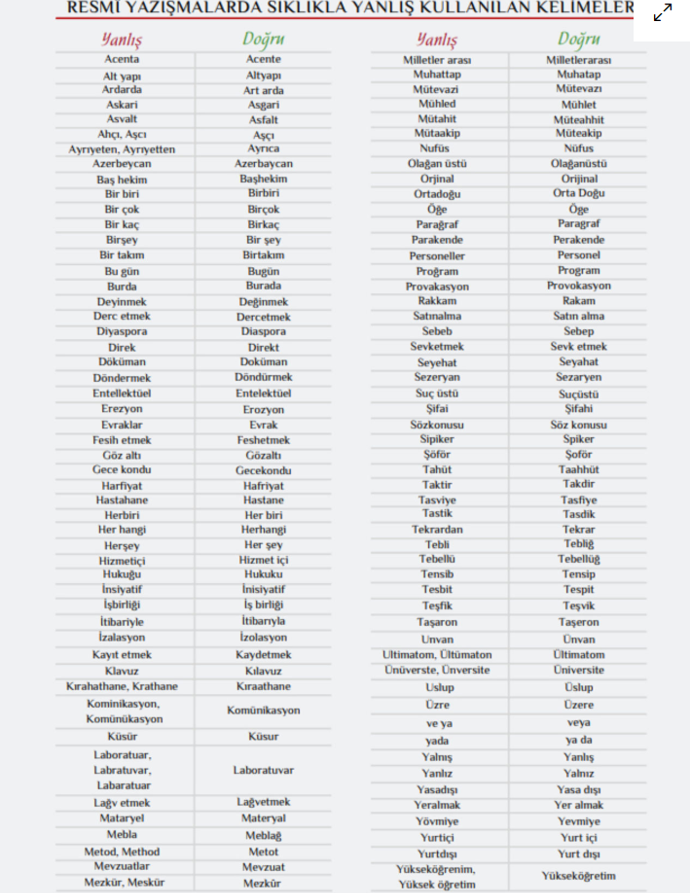 RESMİ YAZIŞMALARDA SIKLIKLA YANLIŞ KULLANILAN KELİMELER
Yanlış Doğru
Acenta Acente
Alt yapı Altyapı
Ardarda Art arda
Askari Asgari
Asvalt Asfalt
Ahçı, Aşcı Aşçı
Ayrıyeten, Ayrıyetten Ayrıca
Azerbeycan Azerbaycan
Baş hekim Başhekim
Bir biri Birbiri
Bir çok Birçok
Bir kaç Birkaç
Birşey Bir şey
Bir takım Birtakım
Bu gün Bugün
Burda Burada
Deyinmek Değinmek
Derc etmek Dercetmek
Diyaspora Diaspora
Direk Direkt
Döküman Doküman
Döndermek Döndürmek
Entellektüel Entelektüel
Erezyon Erozyon
Evraklar Evrak
Fesih etmek Feshetmek
Göz altı Gözaltı
Gece kondu Gecekondu
Harfiyat Hafriyat
Hastahane Hastane
Herbiri Her biri
Her hangi Herhangi
Herşey Her şey
Hizmetiçi Hizmet içi
Hukuğu Hukuku
İnsiyatif İnisiyatif
İşbirliği İş birliği
İtibariyle İtibarıyla
İzalasyon İzolasyon
Kayıt etmek Kaydetmek
Klavuz Kılavuz
Kırahathane, Krathane Kıraathane
Kominikasyon,
Komünükasyon Komünikasyon
Küsür Küsur
Laboratuar,
Labratuvar, Laboratuvar
Labaratuar
Lağv etmek Lağvetmek
Mataryel Materyal
Mebla Meblağ
Metod, Method Metot
Mevzuatlar Mevzuat
Mezkür, Meskür Mezkûr
Yanlış Doğru
Milletler arası Milletlerarası
Muhattap Muhatap
Mütevazi Mütevazı
Mühled Mühlet
Mütahit Müteahhit
Mütaakip Müteakip
Nufüs Nüfus
Olağan üstü Olağanüstü
Orjinal Orijinal
Ortadoğu Orta Doğu
Öğe Öge
Parağraf Paragraf
Parakende Perakende
Personeller Personel
Proğram Program
Provakasyon Provokasyon
Rakkam Rakam
Satınalma Satın alma
Sebeb Sebep
Sevketmek Sevk etmek
Seyehat Seyahat
Sezeryan Sezaryen
Suç üstü Suçüstü
Şifai Şifahi
Sözkonusu Söz konusu
Sipiker Spiker
Şöför Şoför
Tahüt Taahhüt
Taktir Takdir
Tasviye Tasfiye
Tastik Tasdik
Tekrardan Tekrar
Tebli Tebliğ
Tebellü Tebellüğ
Tensib Tensip
Tesbit Tespit
Teşfik Teşvik
Taşaron Taşeron
Unvan Ünvan
Ultimatom, Ültümaton Ültimatom
Ünüverste, Ünversite Üniversite
Uslup Üslup
Üzre Üzere
ve ya veya
yada ya da
Yalnış Yanlış
Yanlız Yalnız
Yasadışı Yasa dışı
Yeralmak Yer almak
Yövmiye Yevmiye
Yurtiçi Yurt içi
Yurtdışı Yurt dışı
Yükseköğrenim,
Yüksek öğretim Yükseköğretim